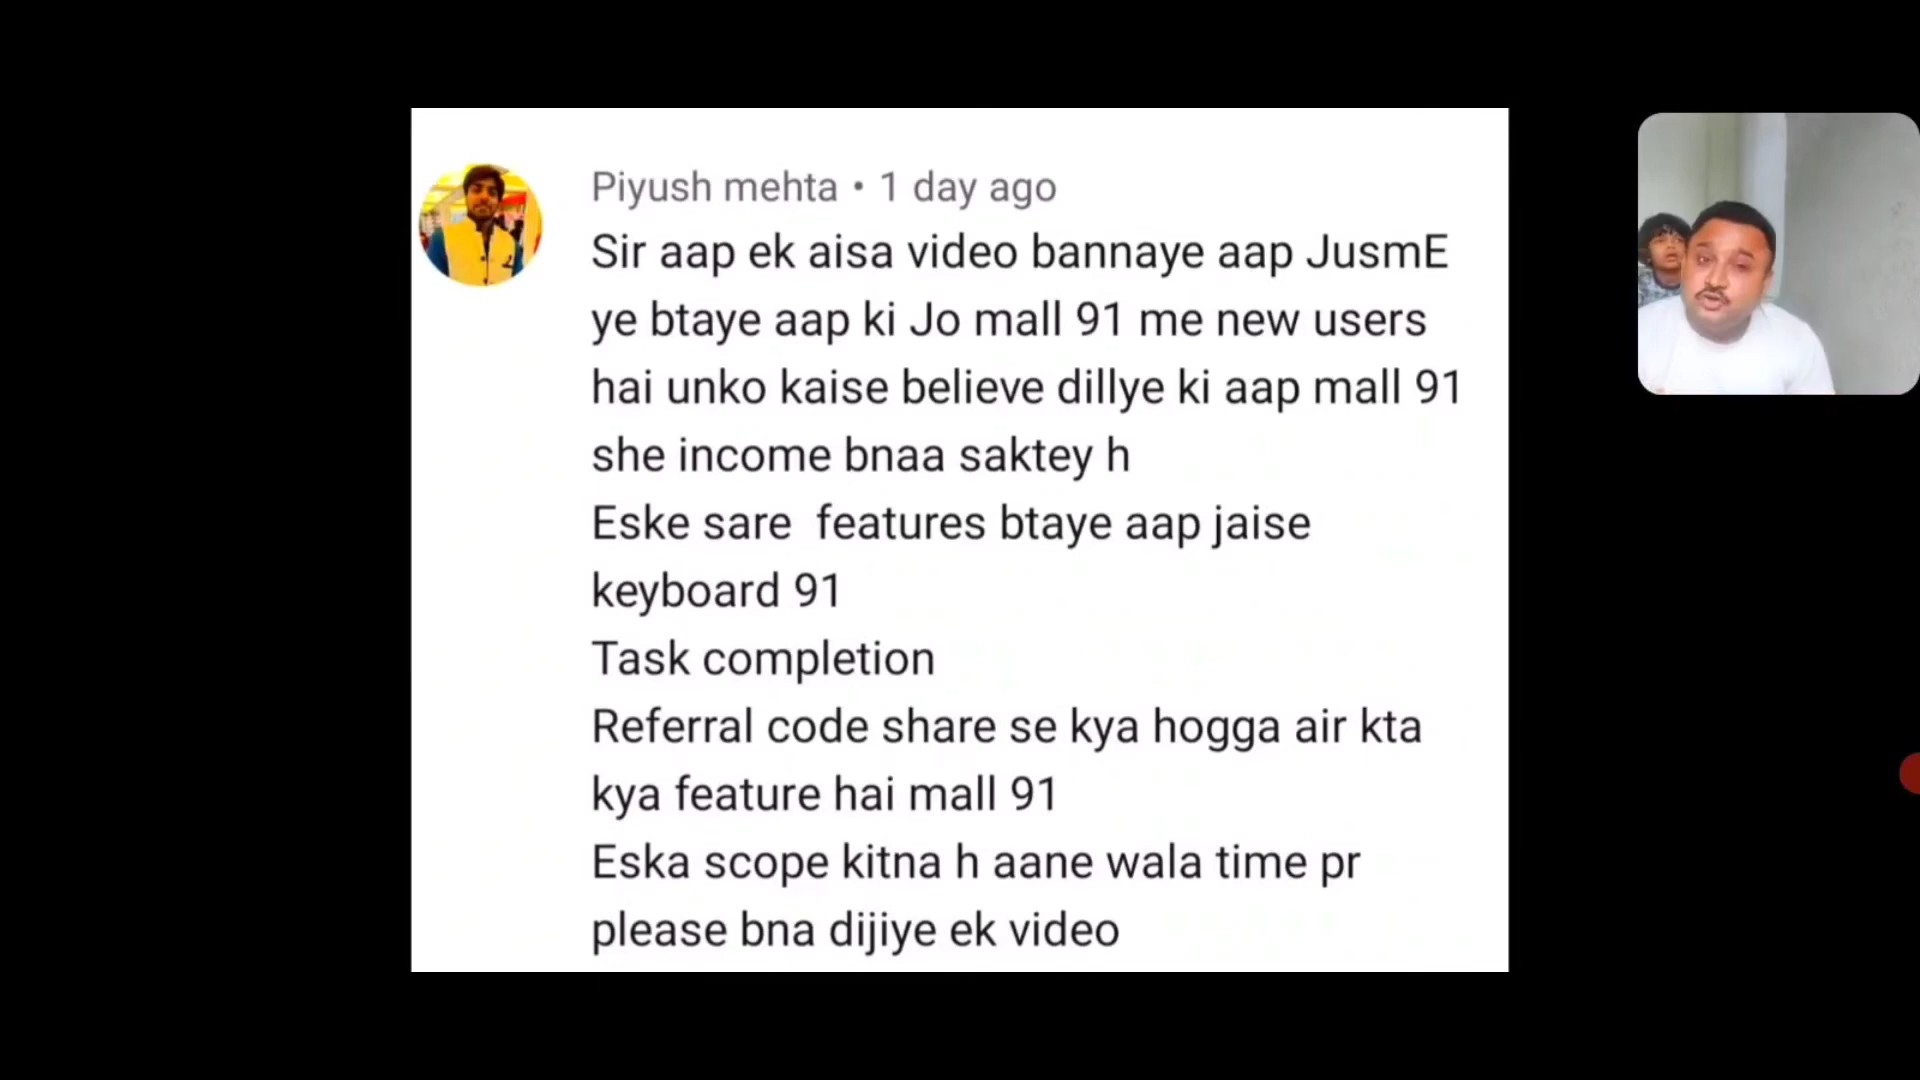 Piyush mehta • 1 day ago
Sir aap ek aisa video bannaye aap JusmE
ye btaye aap ki Jo mall 91 me new users
hai unko kaise believe dillye ki aap mall 91
she income bnaa saktey h
Eske sare  features btaye aap jaise
keyboard 91
Task completion
Referral code share se kya hogga air kta
kya feature hai mall 91
Eska scope kitna h aane wala time pr
please bna dijiye ek video